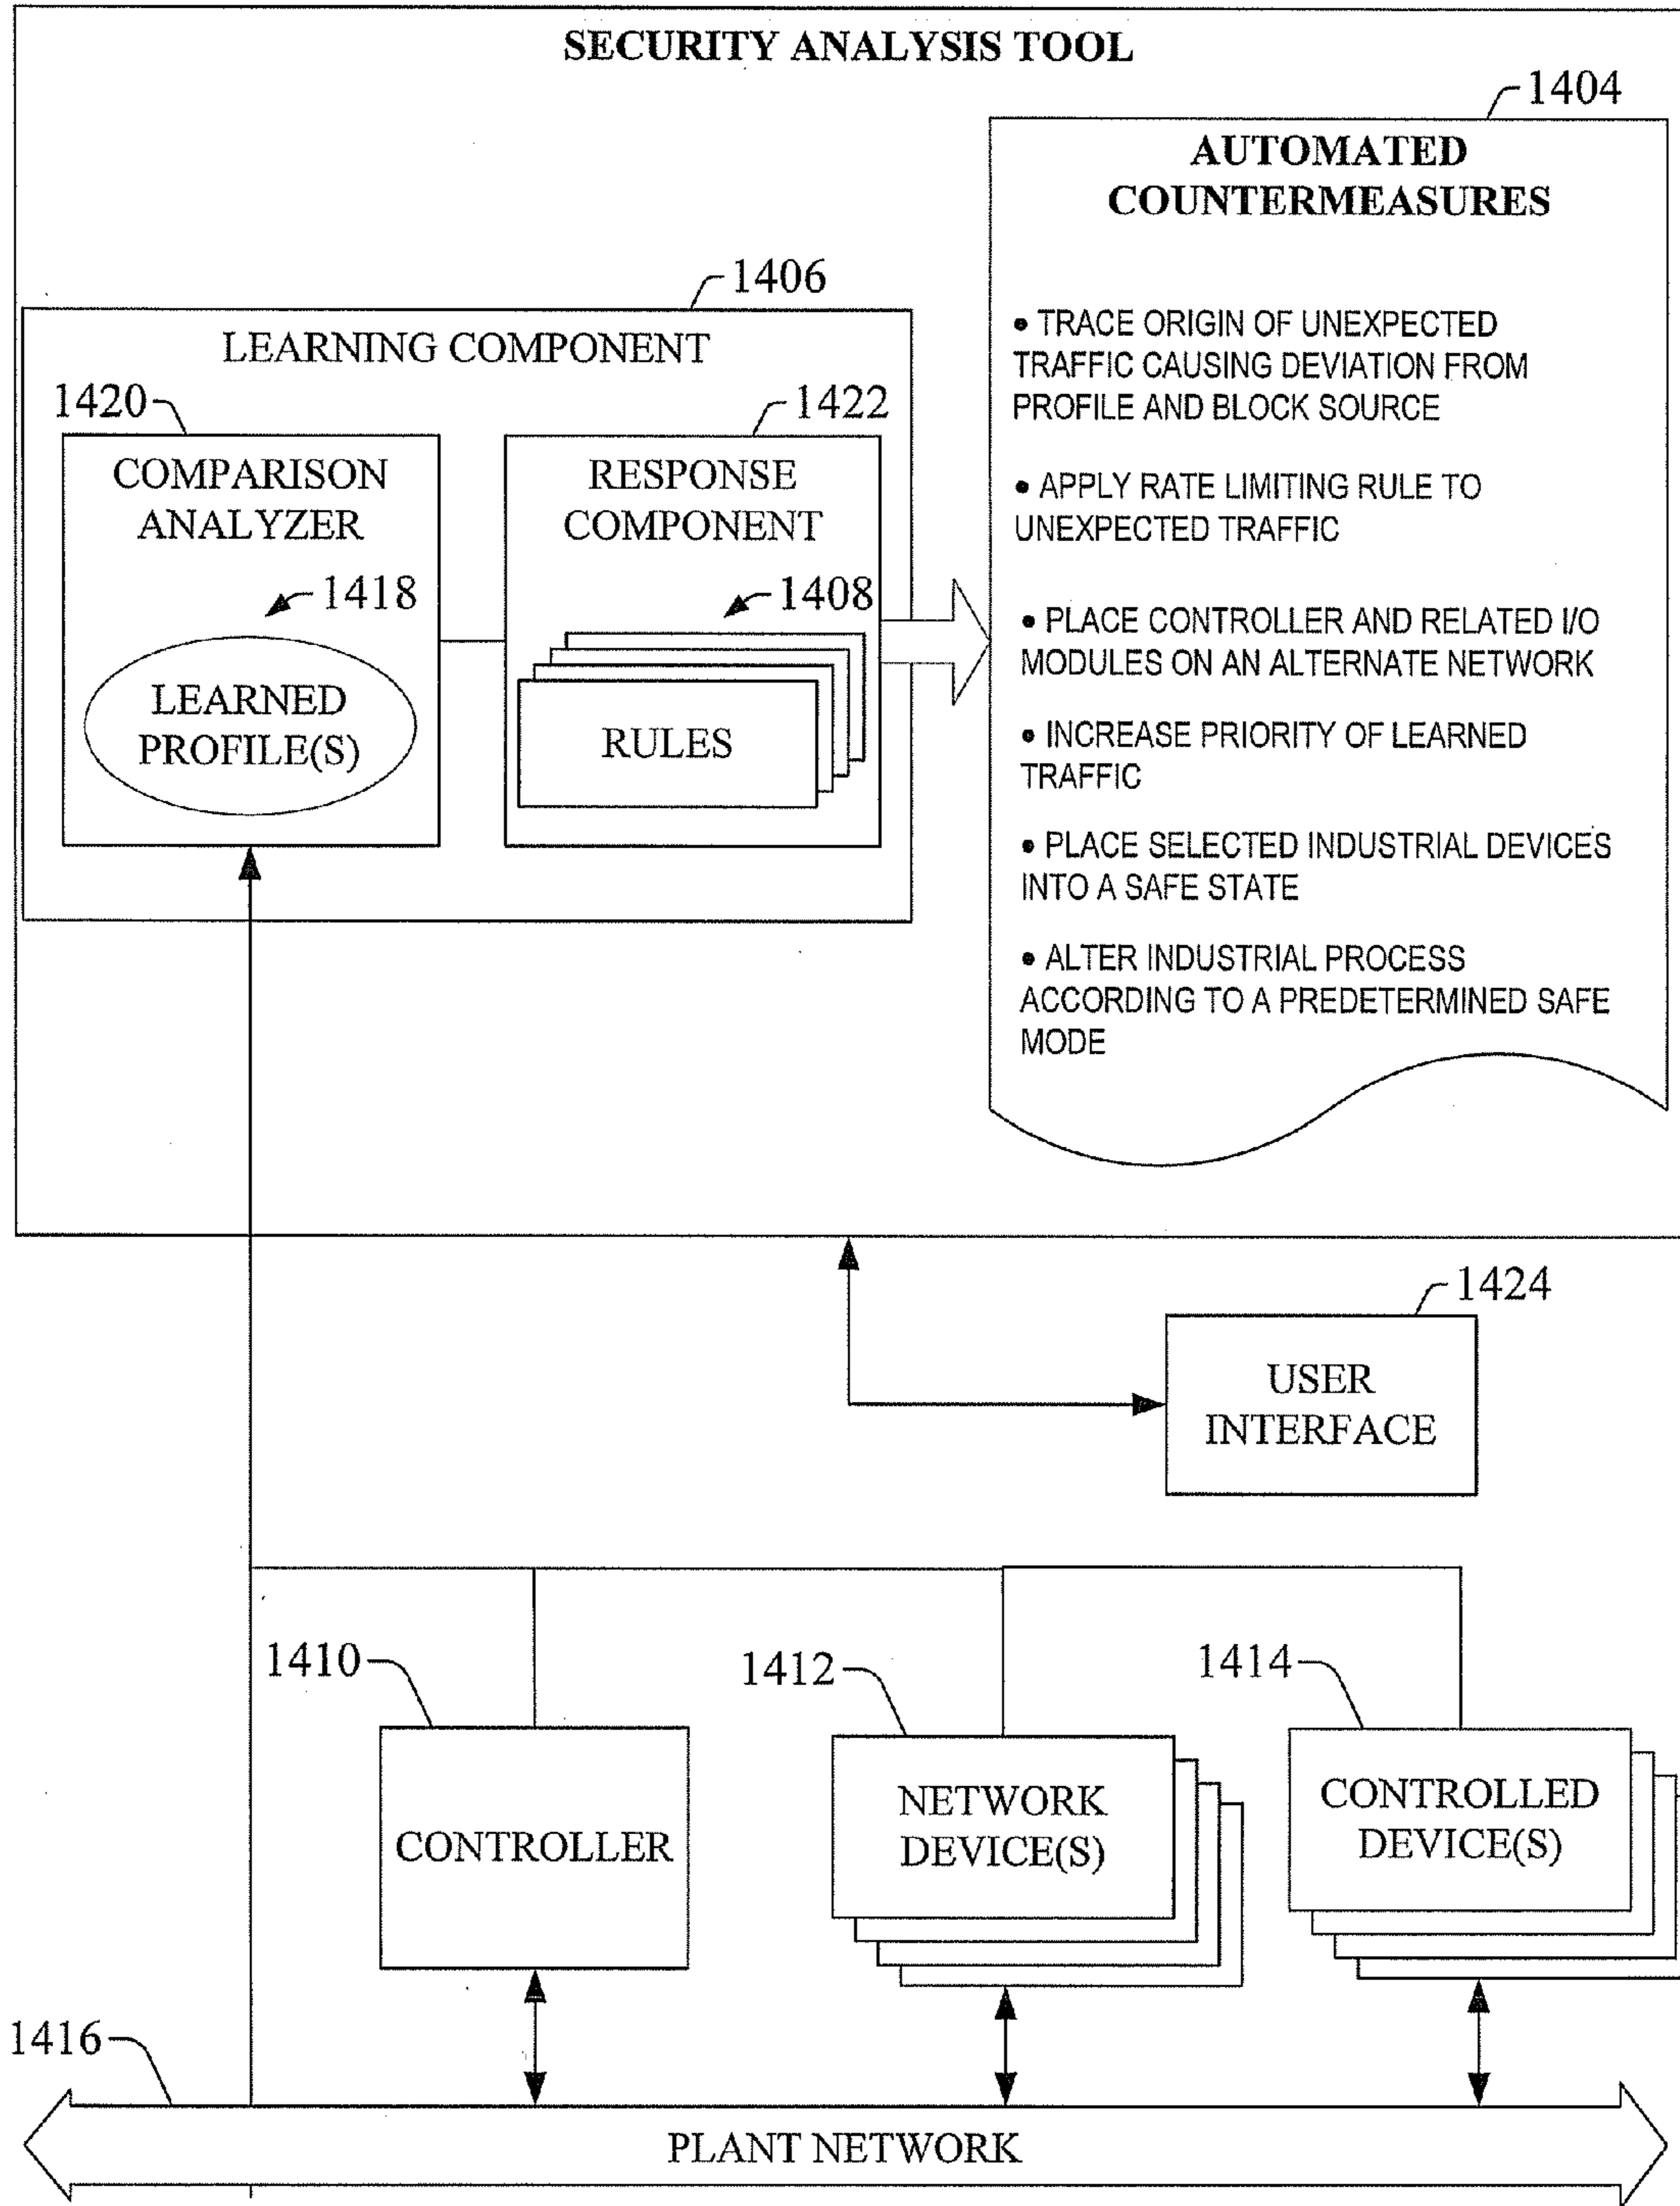 SECURITY ANALYSIS TOOL
1404
AUTOMATED
COUNTERMEASURES
• TRACE ORIGIN OF UNEXPECTED
TRAFFIC CAUSING DEVIATION FROM
PROFILE AND BLOCK SOURCE
• APPLY RATE LIMITING RULE TO
UNEXPECTED TRAFFIC
• PLACE CONTROLLER AND RELATED I/O
MODULES ON AN ALTERNATE NETWORK
• INCREASE PRIORITY OF LEARNED
TRAFFIC
• PLACE SELECTED INDUSTRIAL DEVICES
INTO A SAFE STATE
• ALTER INDUSTRIAL PROCESS
ACCORDING TO A PREDETERMINED SAFE
MODE
1406
LEARNING COMPONENT
1420
COMPARISON
ANALYZER
1418
LEARNED
PROFILE(S)
1422
RESPONSE
COMPONENT
1408
RULES
1424
USER
INTERFACE
1410
CONTROLLER
1412
NETWORK
DEVICE(S)
1414
CONTROLLED
DEVICE(S)
1416
PLANT NETWORK